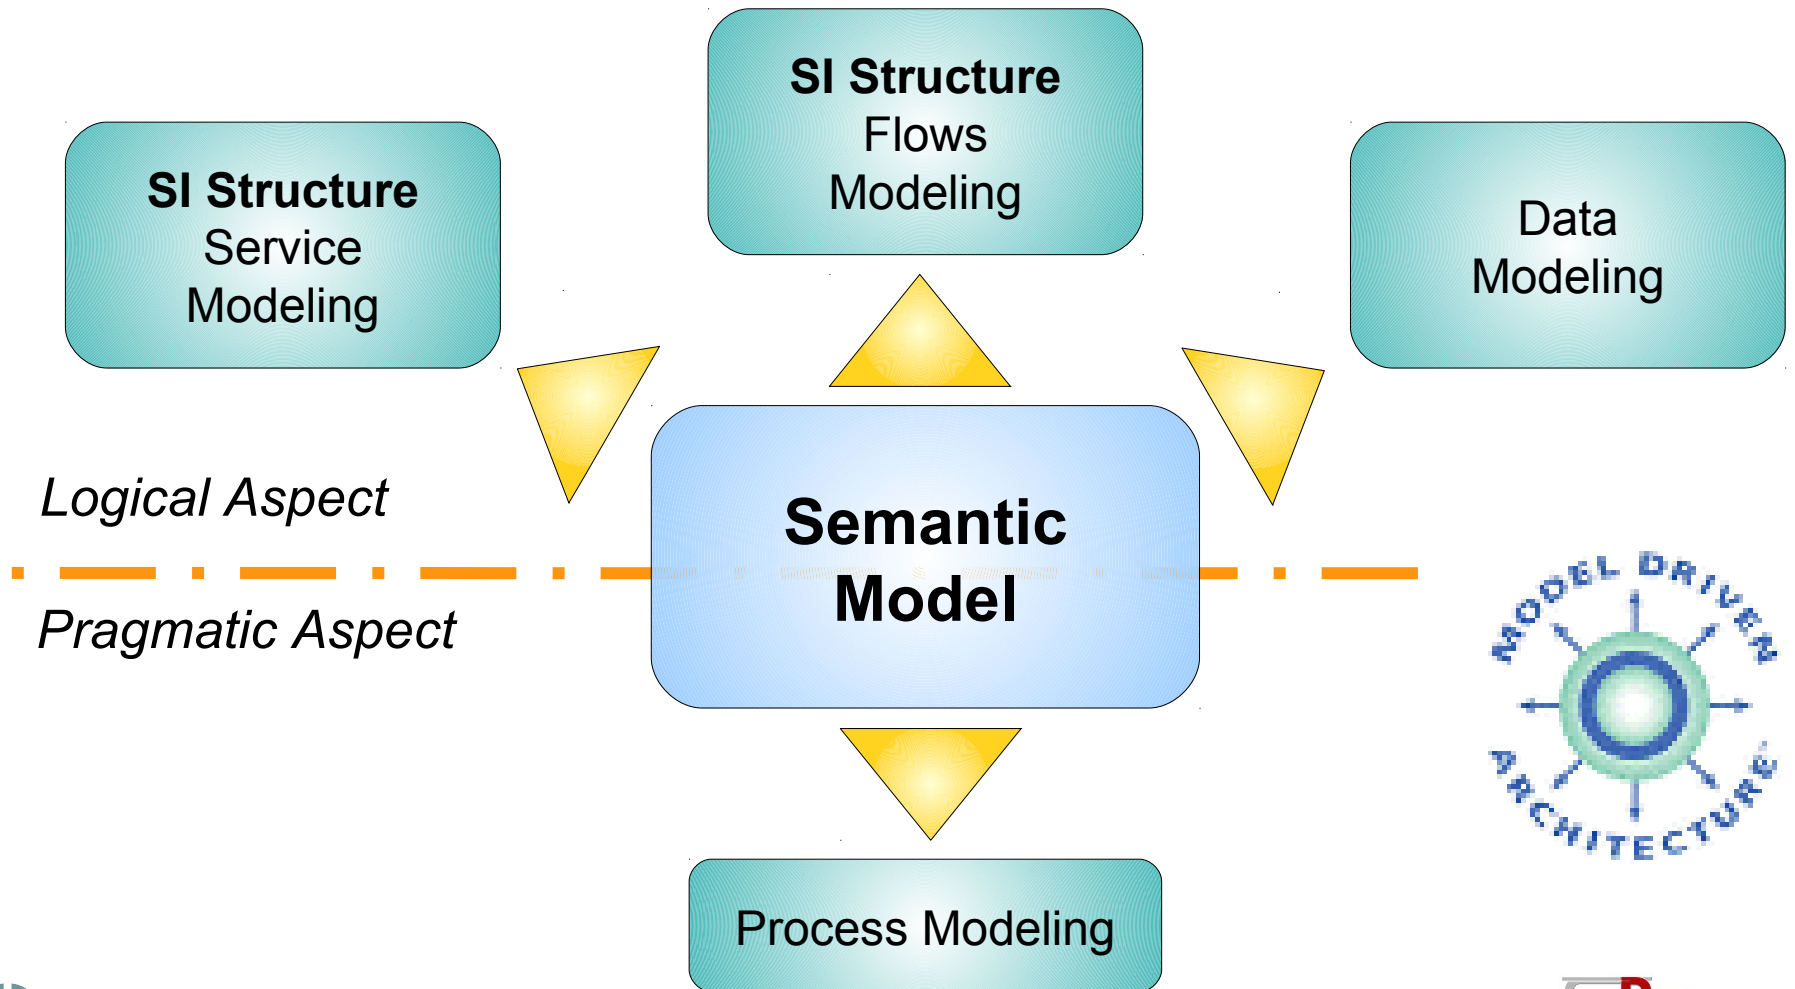 SI Structure
Flows
Modeling
SI Structure
Service
Modeling
Data
Modeling
Logical Aspect
Semantic
Model
Pragmatic Aspect
MODEL DRIVEN
ARCHITECTURE
Process Modeling